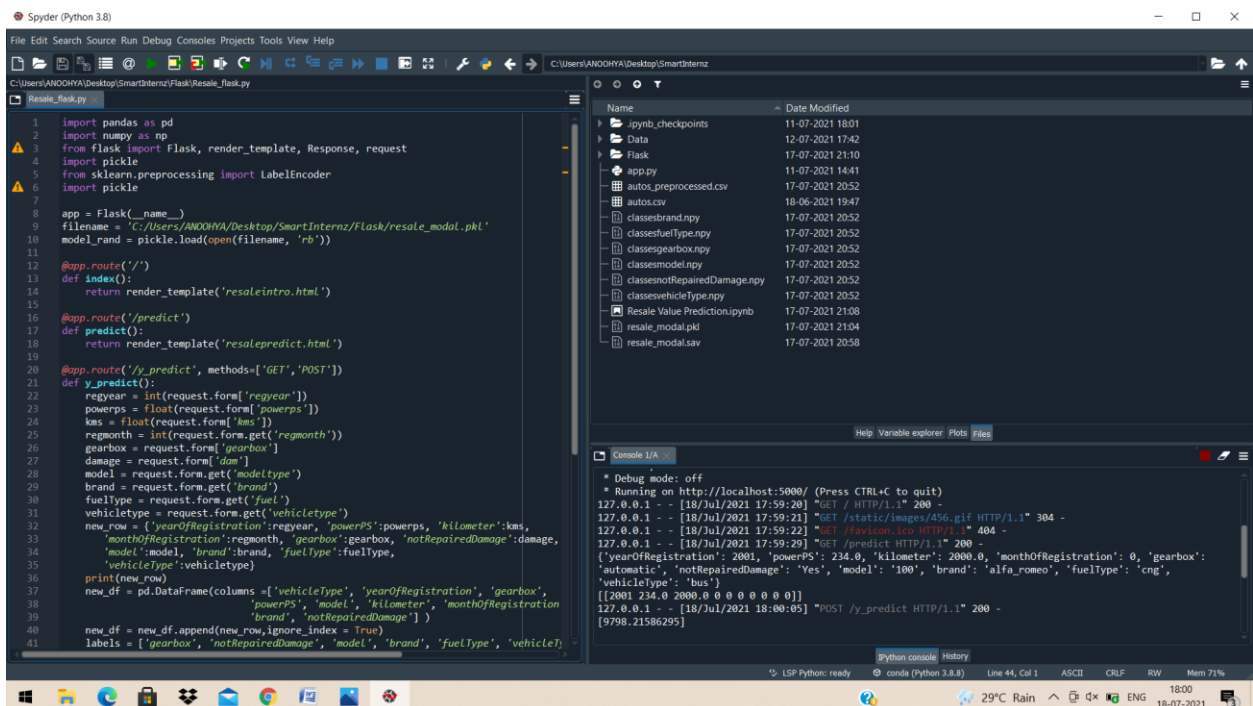 Spyder (Python 3.8)
File Edit Search Source Run Debug Consoles Projects Tools View Help
C:\Users\ANOOHYA\Desktop\SmartInternz
C:\Users\ANOOHYA\Desktop\SmartInternz\Flask\Resale_flask.py
Resale_flask.py
1 import pandas as pd
2 import numpy as np
3 from flask import Flask, render_template, Response, request
4 import pickle
5 from sklearn.preprocessing import LabelEncoder
6 import pickle
7
8 app = Flask(__name__)
9 filename = 'C:/Users/ANOOHYA/Desktop/SmartInternz/Flask/resale_modal.pkl'
10 model_rand = pickle.load(open(filename, 'rb'))
11
12 @app.route('/')
13 def index():
14 return render_template('resaleintro.html')
15
16 @app.route('/predict')
17 def predict():
18 return render_template('resalepredict.html')
19
20 @app.route('/y_predict', methods=['GET','POST'])
21 def y_predict():
22 regyear = int(request.form['regyear'])
23 powerps = float(request.form['powerps'])
24 kms = float(request.form['kms'])
25 regmonth = int(request.form.get('regmonth'))
26 gearbox = request.form['gearbox']
27 damage = request.form['dam']
28 model = request.form.get('modeltype')
29 brand = request.form.get('brand')
30 fuelType = request.form.get('fuel')
31 vehicletype = request.form.get('vehicletype')
32 new_row = {'yearOfRegistration':regyear, 'powerPS':powerps, 'kilometer':kms,
33 'monthOfRegistration':regmonth, 'gearbox':gearbox, 'notRepairedDamage':damage,
34 'model':model, 'brand':brand, 'fuelType':fuelType,
35 'vehicleType':vehicletype}
36 print(new_row)
37 new_df = pd.DataFrame(columns =['vehicleType', 'yearOfRegistration', 'gearbox',
38 'powerPS', 'model', 'kilometer', 'monthOfRegistration
39 'brand', 'notRepairedDamage'] )
40 new_df = new_df.append(new_row,ignore_index = True)
41 labels = ['gearbox', 'notRepairedDamage', 'model', 'brand', 'fuelType', 'vehicleTy
Name Date Modified
.ipynb_checkpoints 11-07-2021 18:01
Data 12-07-2021 17:42
Flask 17-07-2021 21:10
app.py 11-07-2021 14:41
autos_preprocessed.csv 17-07-2021 20:52
autos.csv 18-06-2021 19:47
classesbrand.npy 17-07-2021 20:52
classesfuelType.npy 17-07-2021 20:52
classesgearbox.npy 17-07-2021 20:52
classesmodel.npy 17-07-2021 20:52
classesnotRepairedDamage.npy 17-07-2021 20:52
classesvehicleType.npy 17-07-2021 20:52
Resale Value Prediction.ipynb 17-07-2021 21:08
resale_modal.pkl 17-07-2021 21:04
resale_modal.sav 17-07-2021 20:58
Help Variable explorer Plots Files
Console 1/A
* Debug mode: off
* Running on http://localhost:5000/ (Press CTRL+C to quit)
127.0.0.1 - - [18/Jul/2021 17:59:20] "GET / HTTP/1.1" 200 -
127.0.0.1 - - [18/Jul/2021 17:59:21] "GET /static/images/456.gif HTTP/1.1" 304 -
127.0.0.1 - - [18/Jul/2021 17:59:21] "GET /favicon.ico HTTP/1.1" 404 -
127.0.0.1 - - [18/Jul/2021 17:59:29] "GET /predict HTTP/1.1" 200 -
{'yearOfRegistration': 2001, 'powerPS': 234.0, 'kilometer': 2000.0, 'monthOfRegistration': 0, 'gearbox':
'automatic', 'notRepairedDamage': 'Yes', 'model': '100', 'brand': 'alfa_romeo', 'fuelType': 'cng',
'vehicleType': 'bus'}
[[2001 234.0 2000.0 0 0 0 0 0 0 0]]
127.0.0.1 - - [18/Jul/2021 18:00:05] "POST /y_predict HTTP/1.1" 200 -
[9798.21586295]
IPython console History
LSP Python: ready conda (Python 3.8.8) Line 44, Col 1 ASCII CRLF RW Mem 71%
29°C Rain ENG 18:00
18-07-2021